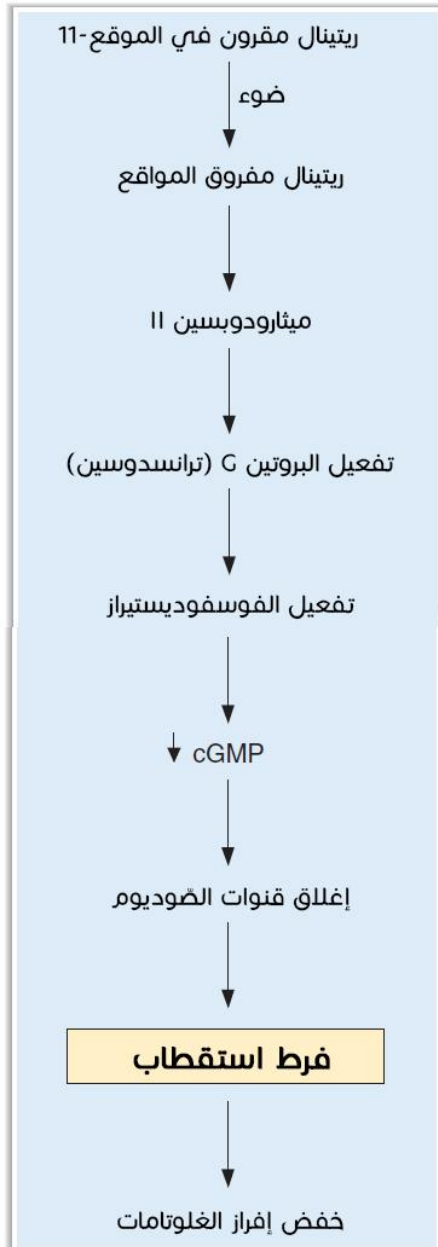 ريتينال مقرون في الموقع-11
ضوء
ريتينال مفروق المواقع
ميثارودوبسين II
تفعيل البروتين G (ترانسدوسين)
تفعيل الفوسفوديستيراز
↓ cGMP
إغلاق قنوات الصّوديوم
فرط استقطاب
خفض إفراز الغلوتامات